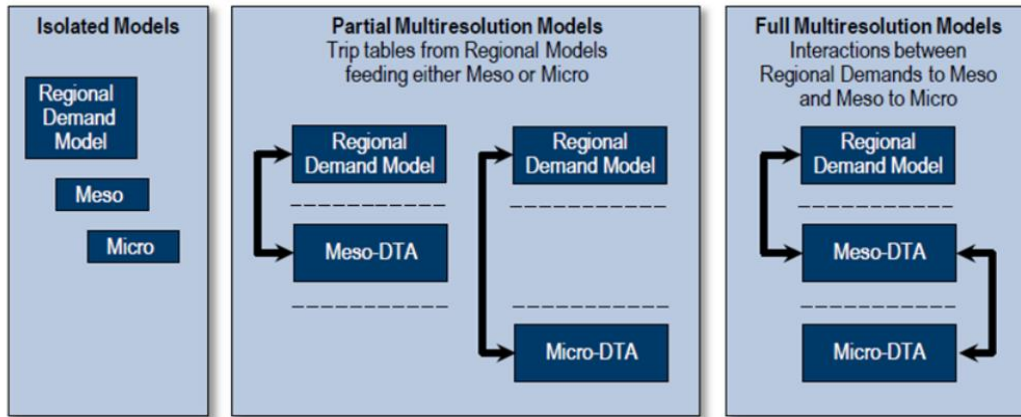 Isolated Models
Regional
Demand
Model
Meso
Micro
Partial Multiresolution Models
Trip tables from Regional Models
feeding either Meso or Micro
Regional
Demand Model
Meso-DTA
Regional
Demand Model
Micro-DTA
Full Multiresolution Models
Interactions between
Regional Demands to Meso
and Meso to Micro
Regional
Demand Model
Meso-DTA
Micro-DTA